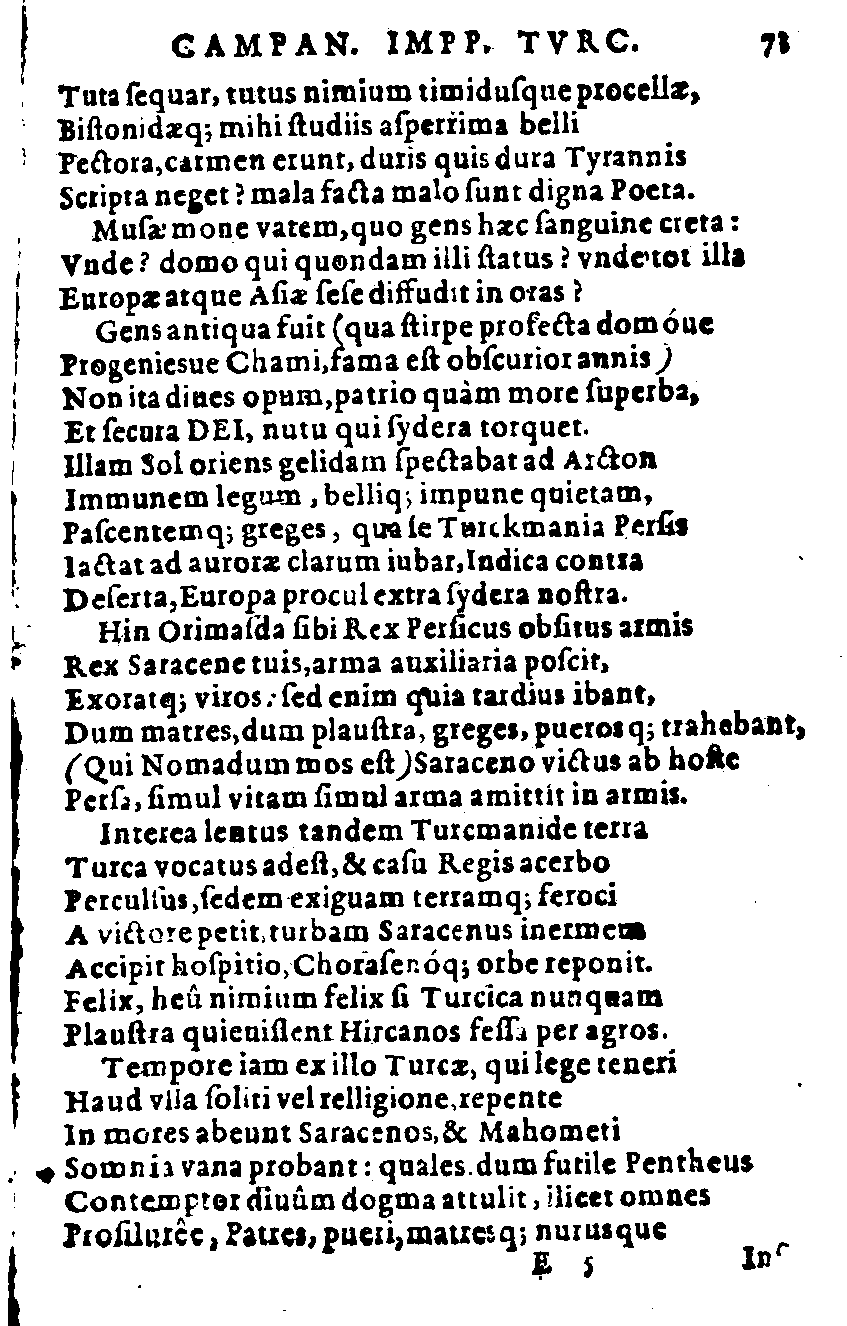 CAMPAN. IMPP. TVRC. 73
Tuta ſequar, tutus nimium timiduſque procellæ,
Biſtonidæq; mihi ſtudiis aſperrima belli
Pectora, carmen erunt, duris quis dura Tyrannis
Scripta neget? mala facta malo ſunt digna Poeta.
Muſæ mone vatem, quo gens hæc ſanguine creta:
Vnde? domo qui quondam illi ſtatus? vnde tot illa
Europæ atque Aſiæ ſeſe diffudit in oras?
Gens antiqua fuit (qua ſtirpe profecta domóue
Progeniesue Chami, fama eſt obſcurior annis)
Non ita diues opum, patrio quàm more ſuperba,
Et ſecura DEI, nutu qui ſydera torquet.
Illam Sol oriens gelidam ſpectabat ad Arcton
Immunem legum, belliq; impune quietam,
Paſcentemq; greges, qua ſe Turckmania Perſis
Iactat ad auroræ clarum iubar, Indica contra
Deſerta, Europa procul extra ſydera noſtra.
Hin Orimaſda ſibi Rex Perſicus obſitus armis
Rex Saracene tuis, arma auxiliaria poſcit,
Exoratq; viros: ſed enim quia tardius ibant,
Dum matres, dum plauſtra, greges, puerosq; trahebant,
(Qui Nomadum mos eſt) Saraceno victus ab hoſte
Perſa, ſimul vitam ſimul arma amittit in armis.
Interea lentus tandem Turcmanide terra
Turca vocatus adeſt, & caſu Regis acerbo
Perculſus, ſedem exiguam terramq; feroci
A victore petit, turbam Saracenus inermem
Accipit hoſpitio, Choraſenóq; orbe reponit.
Felix, heû nimium felix ſi Turcica nunquam
Plauſtra quieuiſſent Hircanos feſſa per agros.
Tempore iam ex illo Turcæ, qui lege teneri
Haud vlla ſoliti vel relligione, repente
In mores abeunt Saracenos, & Mahometi
Somnia vana probant: quales dum futile Pentheus
Contemptor diuûm dogma attulit, ilicet omnes
Proſilurêe, Patres, pueri, matresq; nurusque
E 5 In